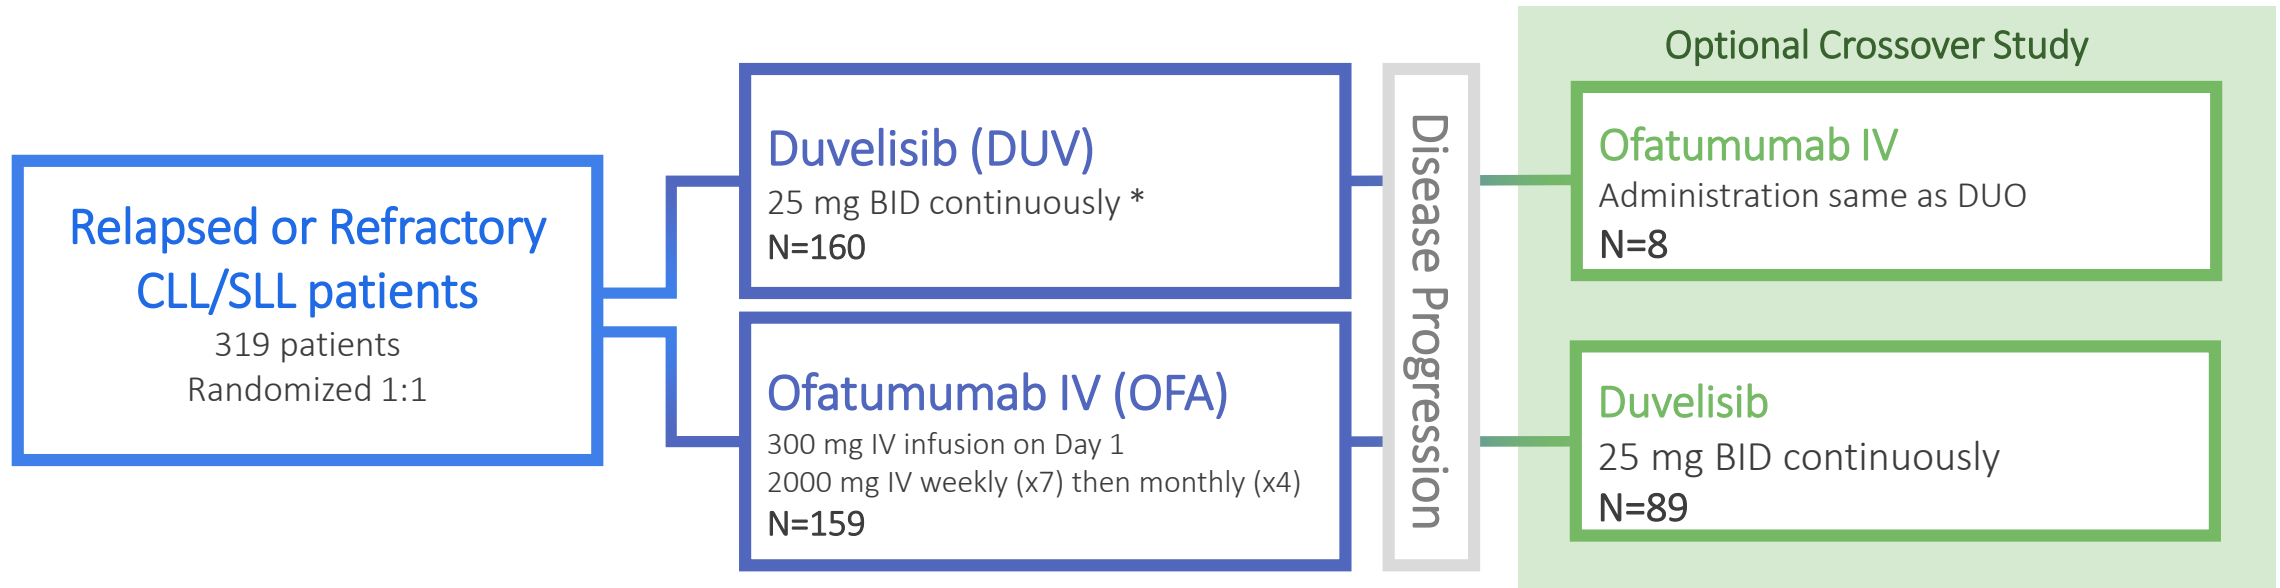 Relapsed or Refractory
CLL/SLL patients
319 patients
Randomized 1:1
Duvelisib (DUV)
25 mg BID continuously *
N=160
Ofatumumab IV (OFA)
300 mg IV infusion on Day 1
2000 mg IV weekly (x7) then monthly (x4)
N=159
Disease Progression
Optional Crossover Study
Ofatumumab IV
Administration same as DUO
N=8
Duvelisib
25 mg BID continuously
N=89